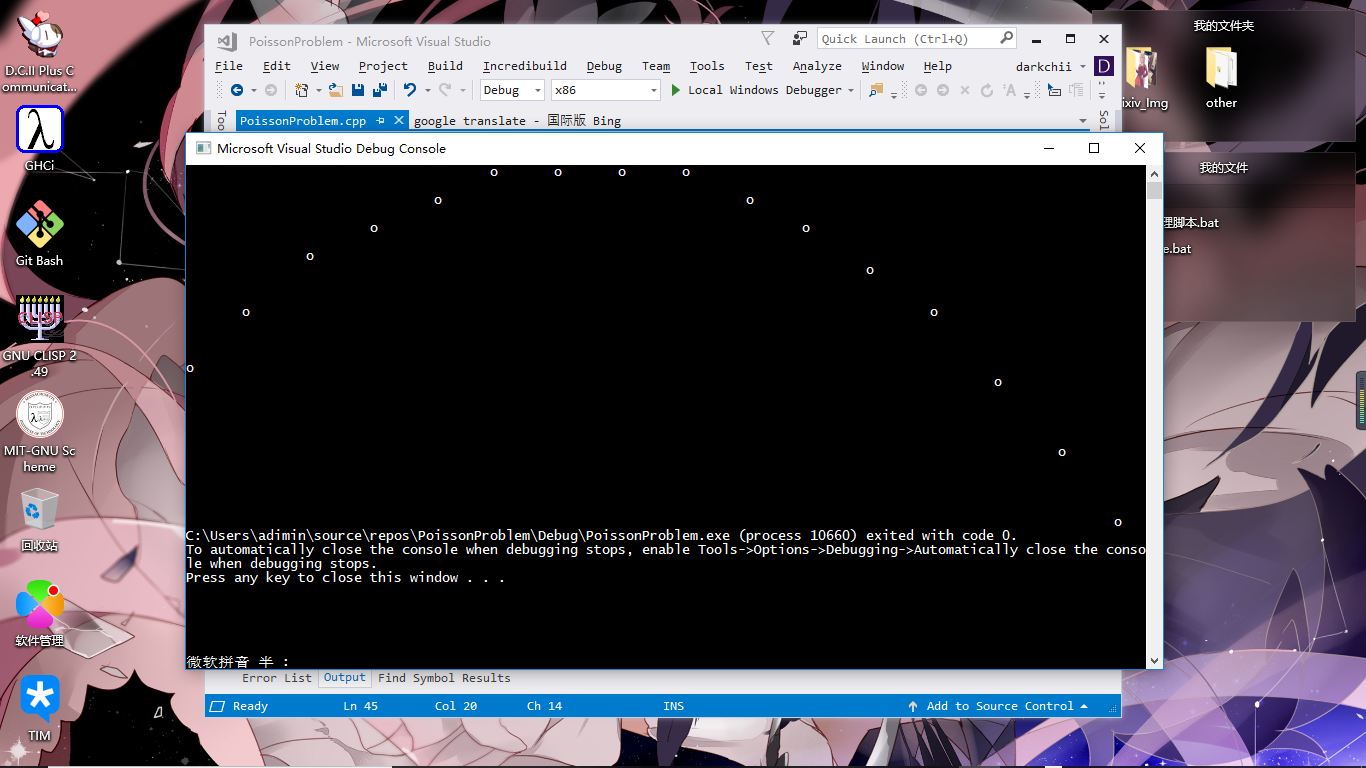 D.C.II Plus C
ommunicat...
GHCi
Git Bash
GNU CLISP 2
.49
MIT-GNU Sc
heme
回收站
软件管理
TIM
PoissonProblem - Microsoft Visual Studio
Quick Launch (Ctrl+Q)
File Edit View Project Build Incredibuild Debug Team Tools Test Analyze Window Help darkchii D
Debug x86 Local Windows Debugger
PoissonProblem.cpp google translate - 国际版 Bing
Microsoft Visual Studio Debug Console
o o o o
o o
o o
o
o
o o
o
o
o
o
C:\Users\adimin\source\repos\PoissonProblem\Debug\PoissonProblem.exe (process 10660) exited with code 0.
To automatically close the console when debugging stops, enable Tools->Options->Debugging->Automatically close the conso
le when debugging stops.
Press any key to close this window . . .
微软拼音 半 :
Error List Output Find Symbol Results
Ready Ln 45 Col 20 Ch 14 INS Add to Source Control
我的文件夹
ixiv_Img
other
我的文件
理脚本.bat
e.bat